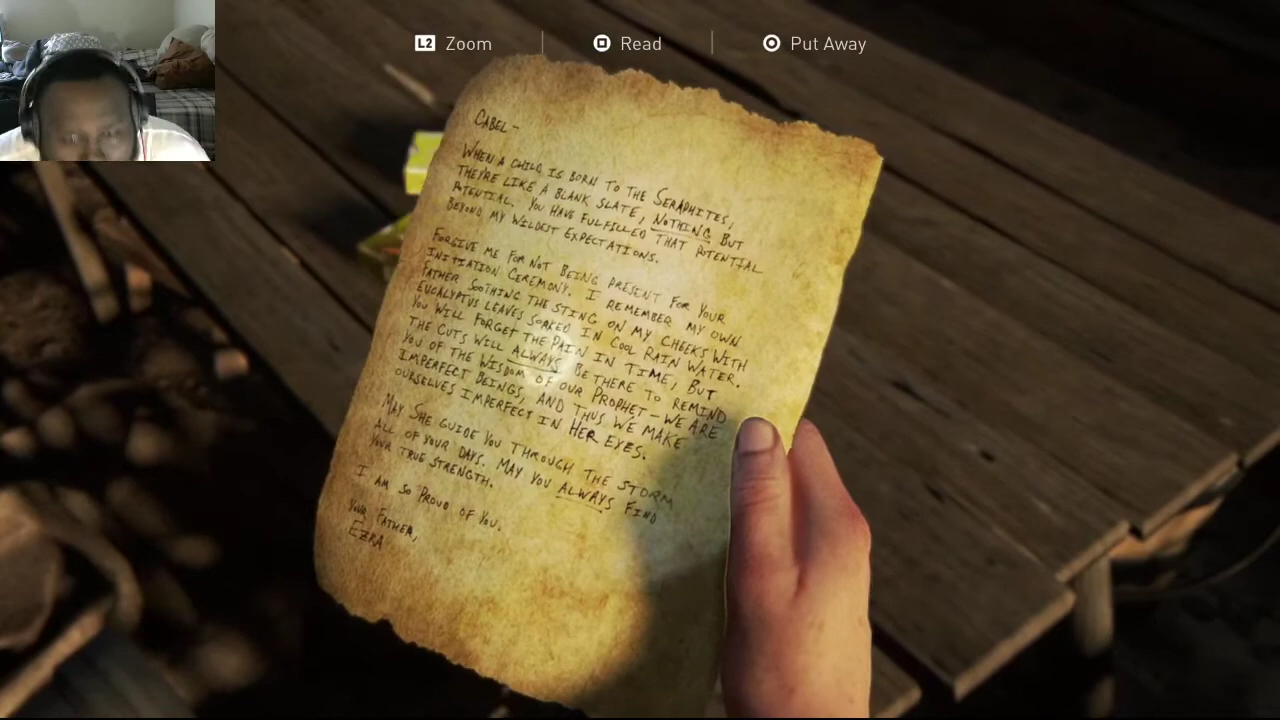 L2 Zoom | Read | Put Away
CABEL -
WHEN A CHILD IS BORN TO THE SERAPHITES,
THEY'RE LIKE A BLANK SLATE, NOTHING BUT
POTENTIAL. YOU HAVE FULFILLED THAT POTENTIAL
BEYOND MY WILDEST EXPECTATIONS.
FORGIVE ME FOR NOT BEING PRESENT FOR YOUR
INITIATION CEREMONY. I REMEMBER MY OWN
FATHER SOOTHING THE STING ON MY CHEEKS WITH
EUCALYPTUS LEAVES SOAKED IN COOL RAIN WATER.
YOU WILL FORGET THE PAIN IN TIME, BUT
THE CUTS WILL ALWAYS BE THERE TO REMIND
YOU OF THE WISDOM OF OUR PROPHET - WE ARE
IMPERFECT BEINGS, AND THUS WE MAKE
OURSELVES IMPERFECT IN HER EYES.
MAY SHE GUIDE YOU THROUGH THE STORM
ALL OF YOUR DAYS. MAY YOU ALWAYS FIND
YOUR TRUE STRENGTH.
I AM SO PROUD OF YOU.
YOUR FATHER,
EZRA